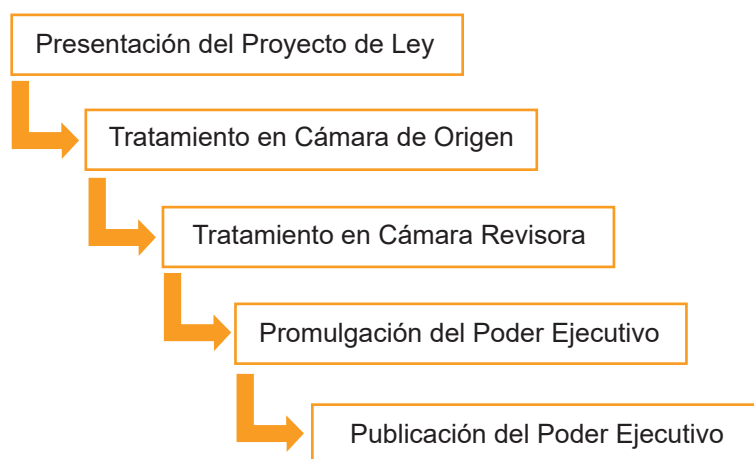 Presentación del Proyecto de Ley
Tratamiento en Cámara de Origen
Tratamiento en Cámara Revisora
Promulgación del Poder Ejecutivo
Publicación del Poder Ejecutivo